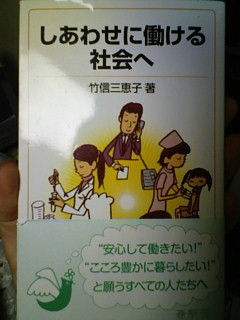 しあわせに働ける
社会へ
竹信三恵子 著
“安心して働きたい!”
“こころ豊かに暮らしたい!”
と願うすべての人たちへ